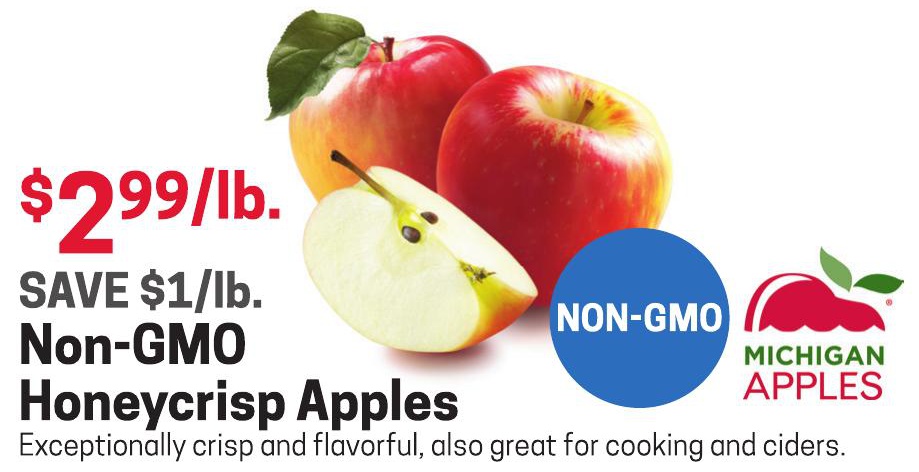 $2.99/lb.
SAVE $1/lb.
Non-GMO
Honeycrisp Apples
Exceptionally crisp and flavorful, also great for cooking and ciders.
NON-GMO
MICHIGAN
APPLES
®